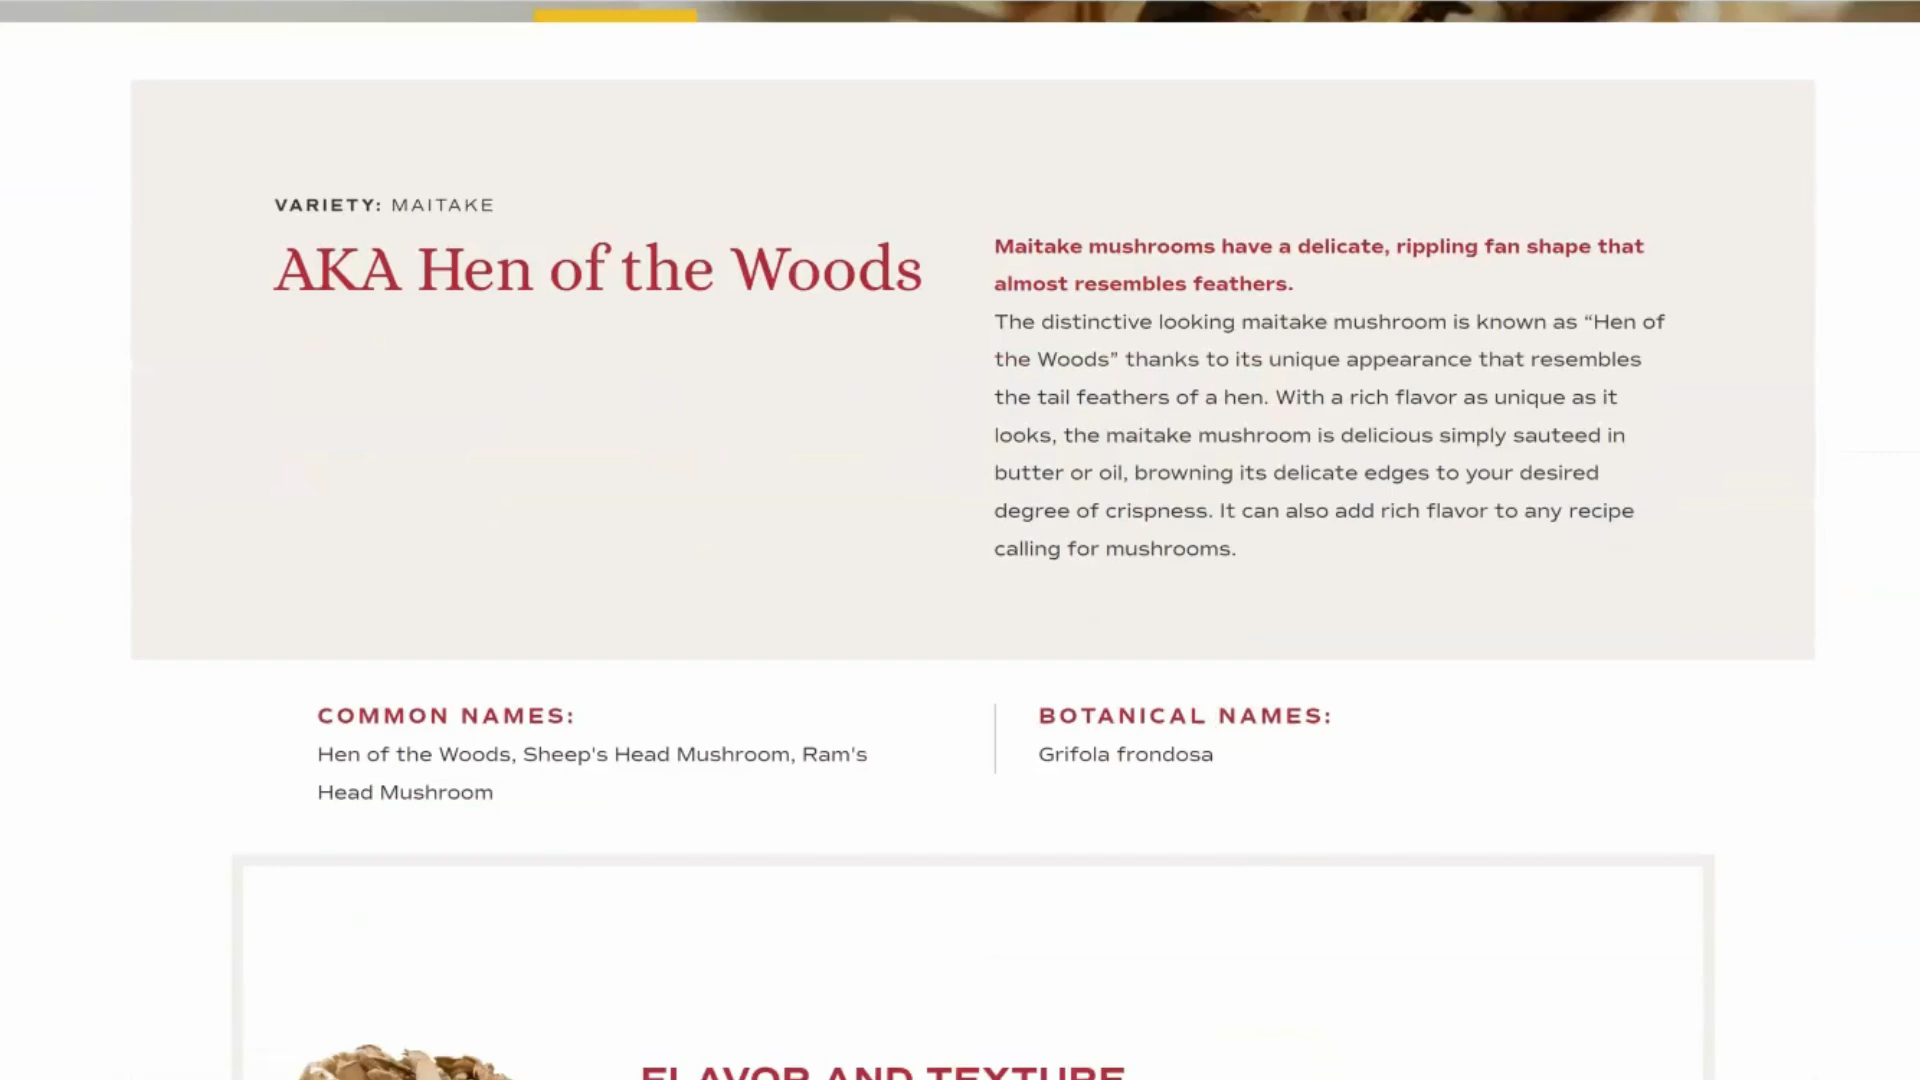 VARIETY: MAITAKE
AKA Hen of the Woods
Maitake mushrooms have a delicate, rippling fan shape that
almost resembles feathers.
The distinctive looking maitake mushroom is known as “Hen of
the Woods” thanks to its unique appearance that resembles
the tail feathers of a hen. With a rich flavor as unique as it
looks, the maitake mushroom is delicious simply sauteed in
butter or oil, browning its delicate edges to your desired
degree of crispness. It can also add rich flavor to any recipe
calling for mushrooms.
COMMON NAMES:
Hen of the Woods, Sheep's Head Mushroom, Ram's
Head Mushroom
BOTANICAL NAMES:
Grifola frondosa
FLAVOR AND TEXTURE